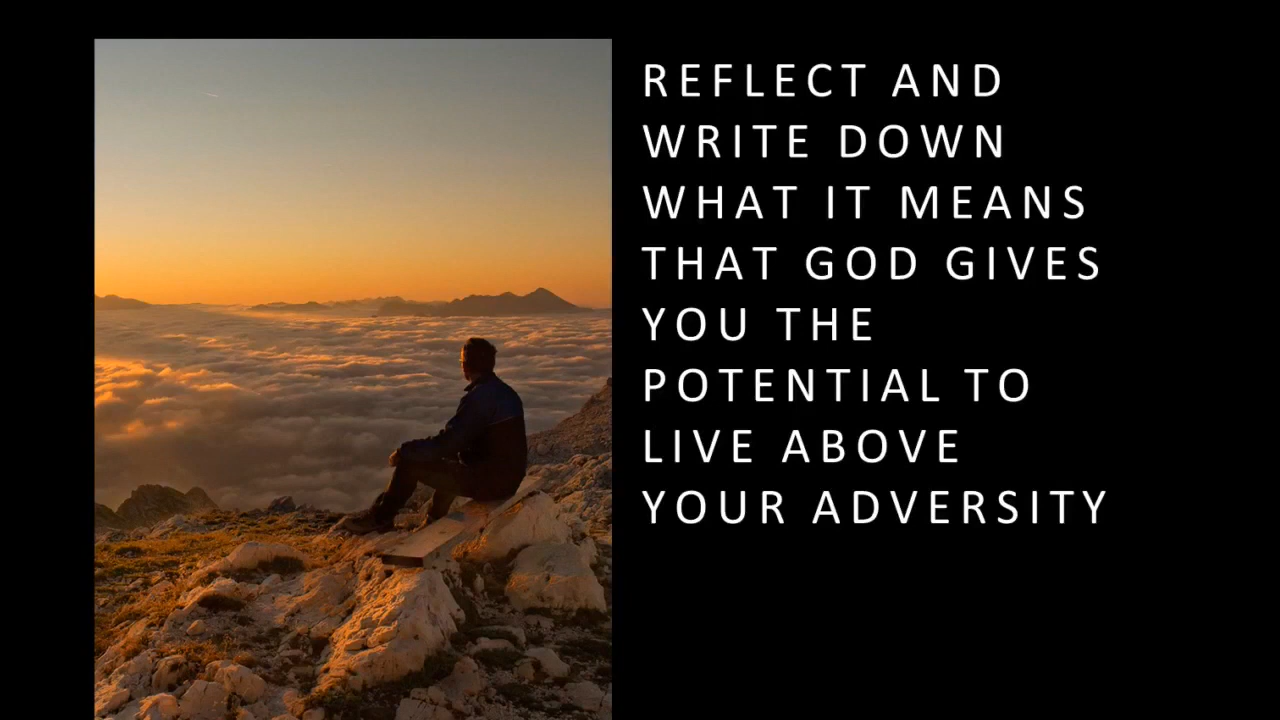 REFLECT AND
WRITE DOWN
WHAT IT MEANS
THAT GOD GIVES
YOU THE
POTENTIAL TO
LIVE ABOVE
YOUR ADVERSITY